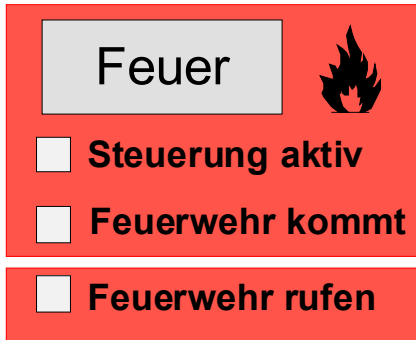 Feuer
Steuerung aktiv
Feuerwehr kommt
Feuerwehr rufen